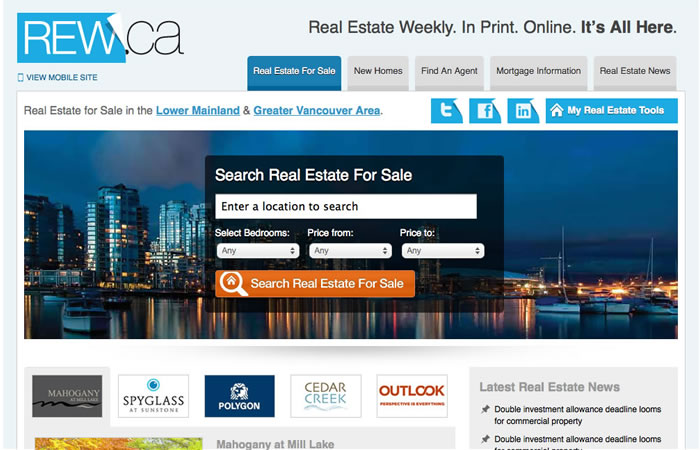 REW.ca
Real Estate Weekly. In Print. Online. It's All Here.
VIEW MOBILE SITE
Real Estate For Sale
New Homes
Find An Agent
Mortgage Information
Real Estate News
Real Estate for Sale in the Lower Mainland & Greater Vancouver Area.
t
f
in
My Real Estate Tools
Search Real Estate For Sale
Enter a location to search
Select Bedrooms: Price from: Price to:
Any Any Any
Search Real Estate For Sale
MAHOGANY
AT MILL LAKE
SPYGLASS
AT SUNSTONE
POLYGON
CEDAR
CREEK
OUTLOOK
PERSPECTIVE IS EVERYTHING
Mahogany at Mill Lake
Latest Real Estate News
Double investment allowance deadline looms
for commercial property
Double investment allowance deadline looms
for commercial property